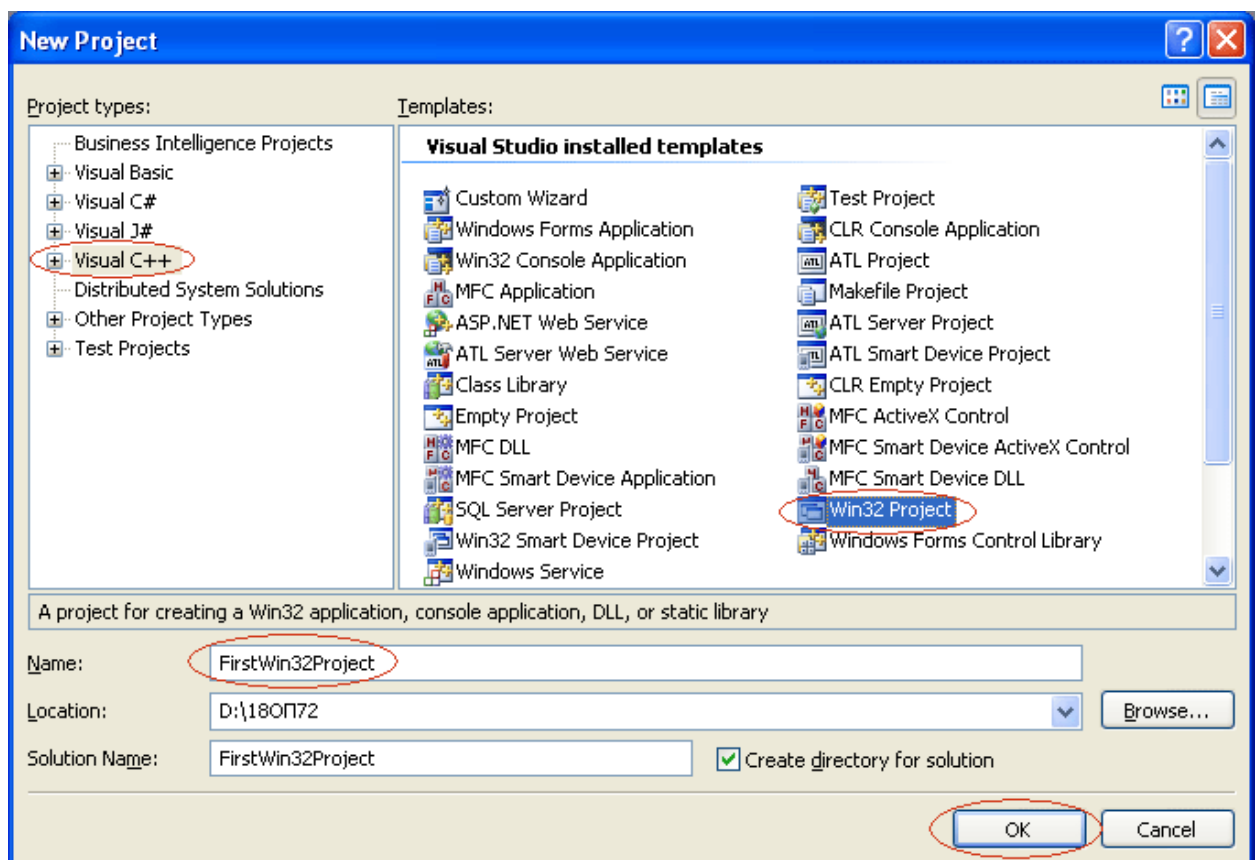 New Project
Project types:
Templates:
Business Intelligence Projects
Visual Basic
Visual C#
Visual J#
Visual C++
Distributed System Solutions
Other Project Types
Test Projects
Visual Studio installed templates
Custom Wizard
Windows Forms Application
Win32 Console Application
MFC Application
ASP.NET Web Service
ATL Server Web Service
Class Library
Empty Project
MFC DLL
MFC Smart Device Application
SQL Server Project
Win32 Smart Device Project
Windows Service
Test Project
CLR Console Application
ATL Project
Makefile Project
ATL Server Project
ATL Smart Device Project
CLR Empty Project
MFC ActiveX Control
MFC Smart Device ActiveX Control
MFC Smart Device DLL
Win32 Project
Windows Forms Control Library
A project for creating a Win32 application, console application, DLL, or static library
Name: FirstWin32Project
Location: D:\18ОП72 Browse...
Solution Name: FirstWin32Project Create directory for solution
OK Cancel